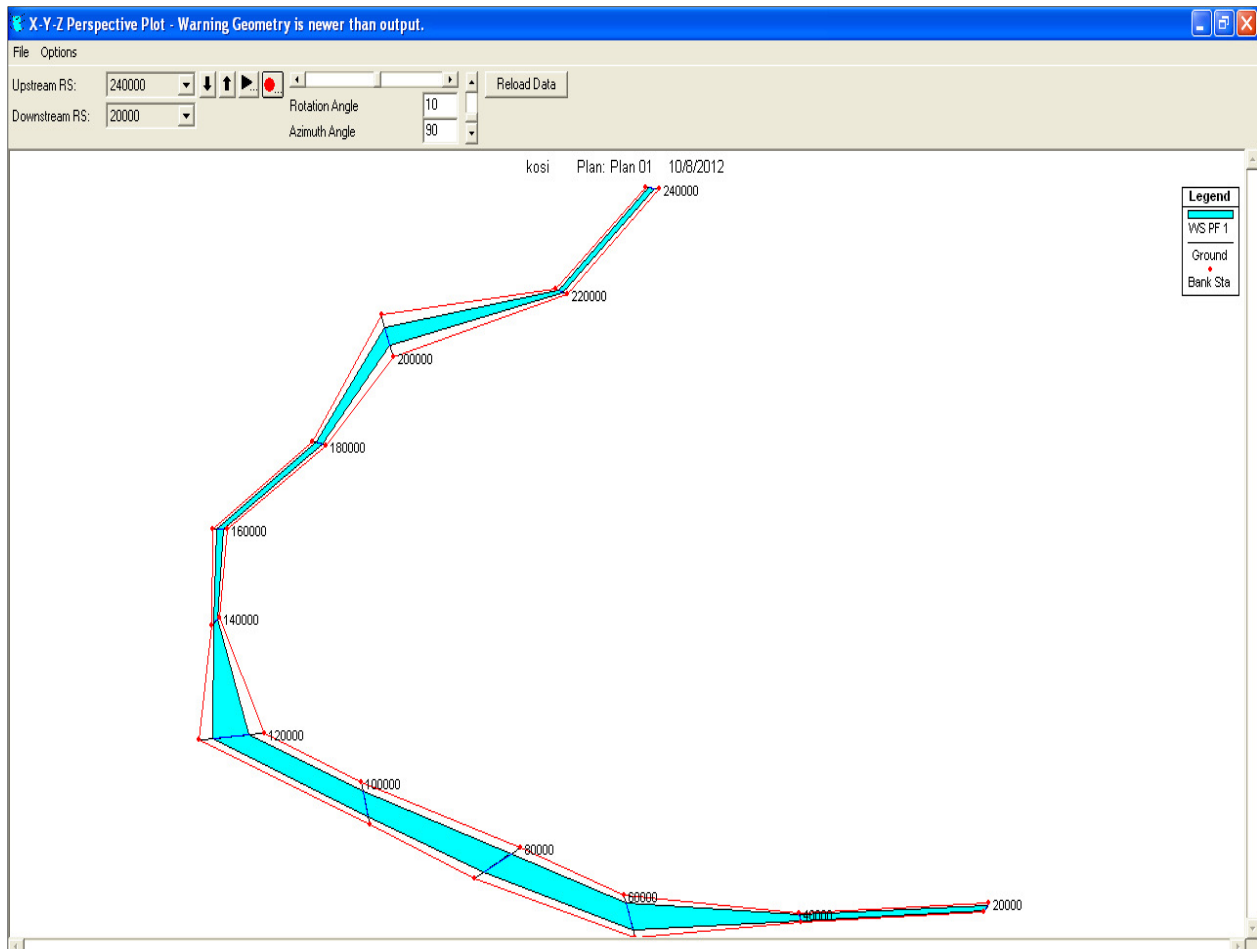 X-Y-Z Perspective Plot - Warning Geometry is newer than output.
File Options
Upstream RS: 240000
Downstream RS: 20000
Rotation Angle 10
Azimuth Angle 90
Reload Data
kosi Plan: Plan 01 10/8/2012
Legend
WS PF 1
Ground
Bank Sta
240000
220000
200000
180000
160000
140000
120000
100000
80000
60000
40000
20000